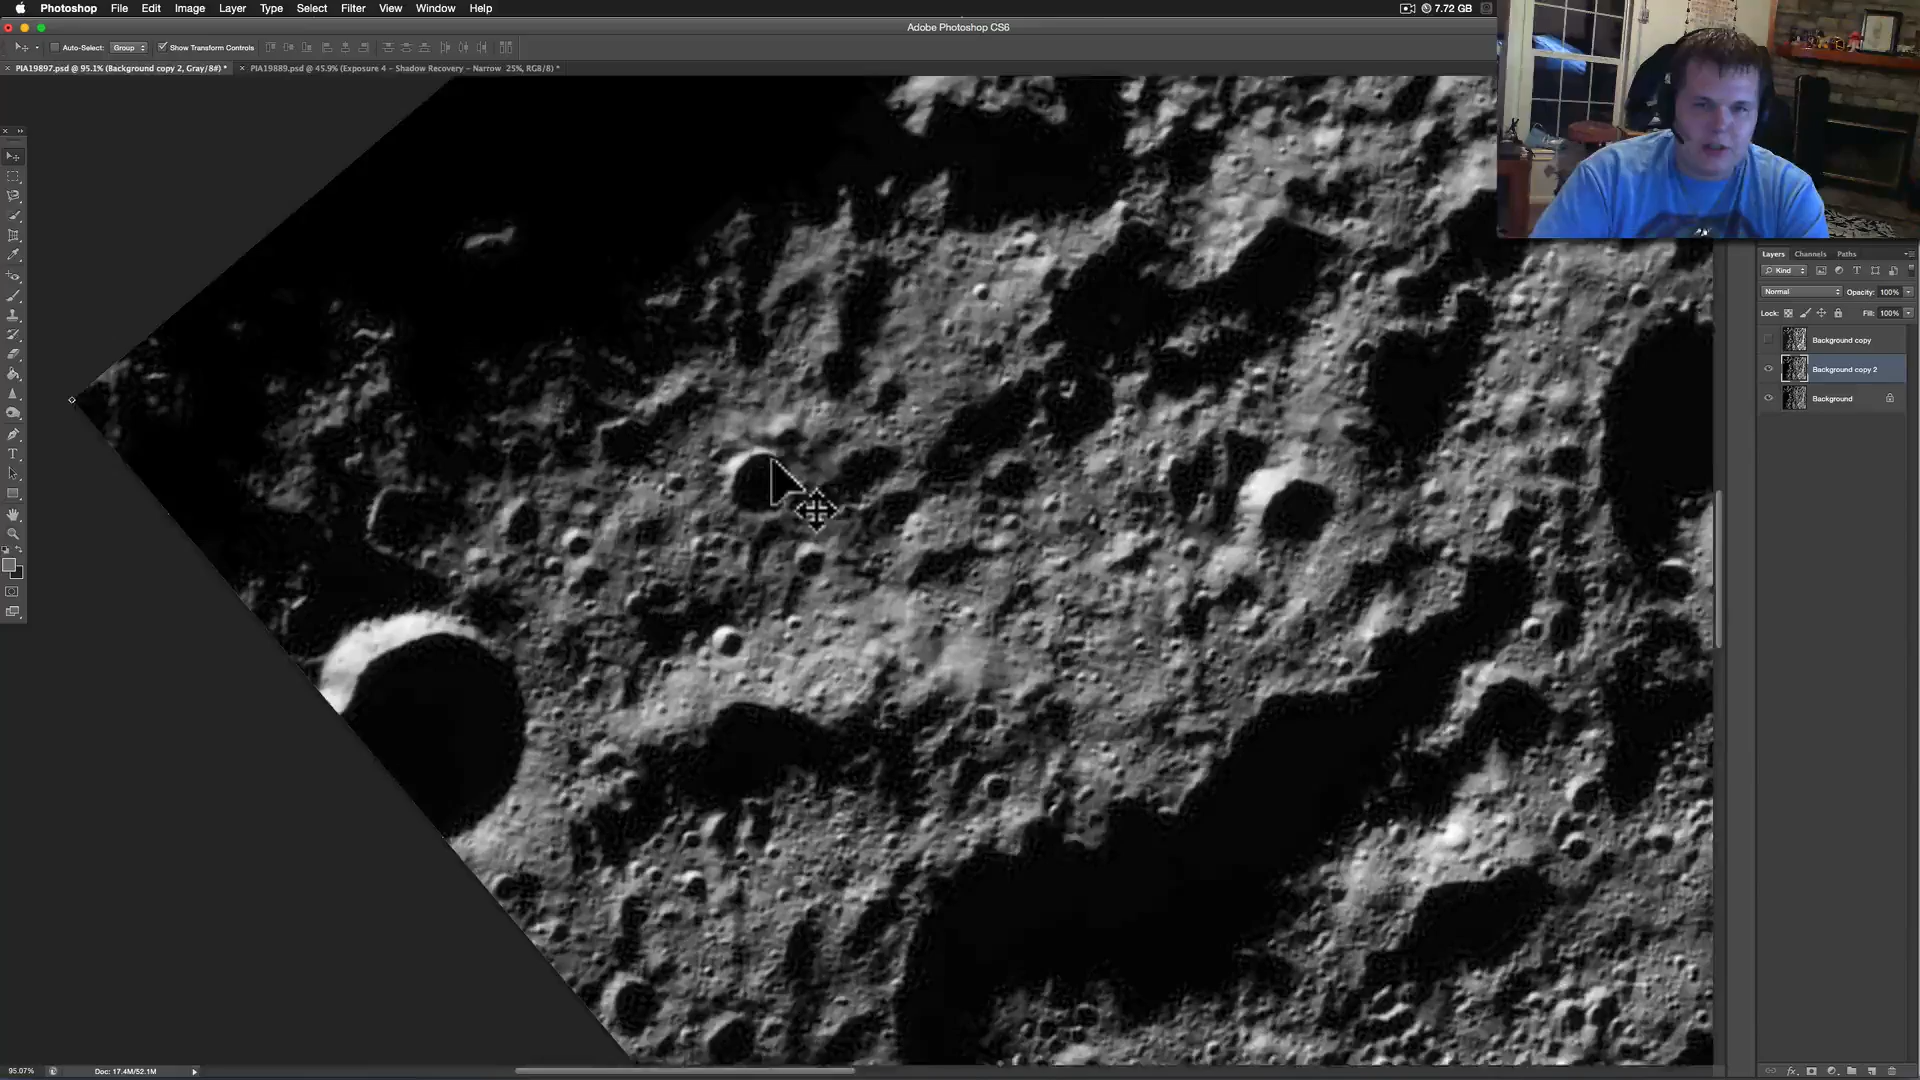 Photoshop File Edit Image Layer Type Select Filter View Window Help 7.72 GB
Adobe Photoshop CS6
Auto-Select: Group Show Transform Controls
PIA19897.psd @ 95.1% (Background copy 2, Gray/8#) * PIA19889.psd @ 45.9% (Exposure 4 - Shadow Recovery - Narrow 25%, RGB/8) *
Layers Channels Paths
Kind
Normal Opacity: 100%
Lock: Fill: 100%
Background copy
Background copy 2
Background
95.07% Doc: 17.4M/52.1M